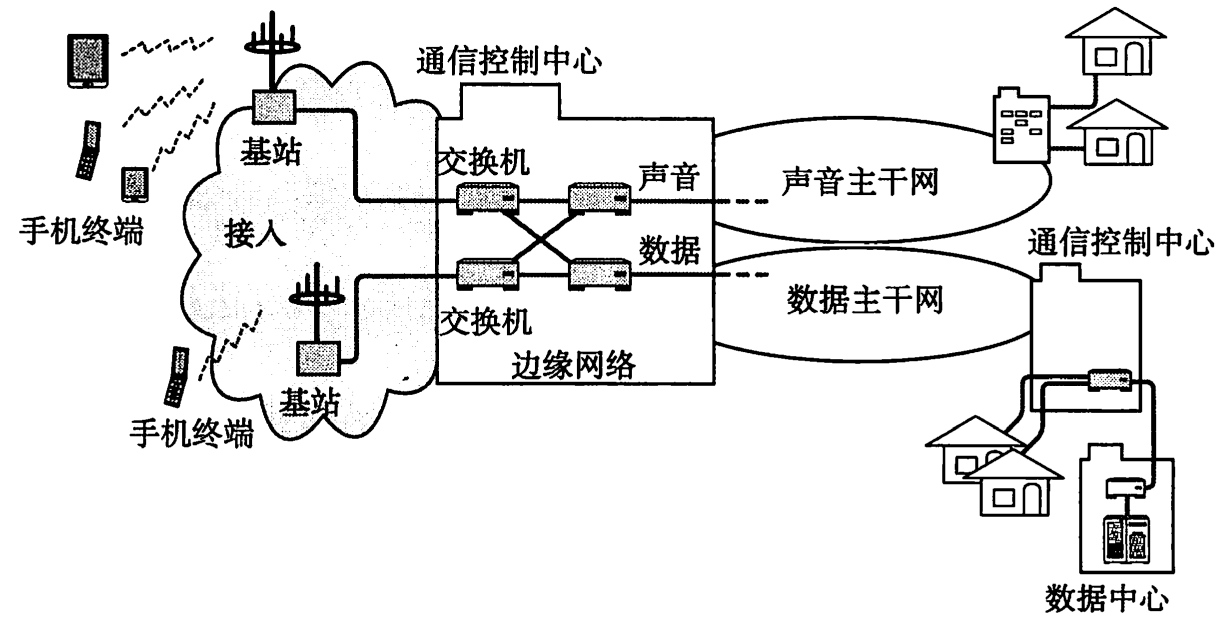 通信控制中心
基站
交换机
声音
声音主干网
手机终端
接入
数据
通信控制中心
数据主干网
交换机
边缘网络
基站
手机终端
数据中心